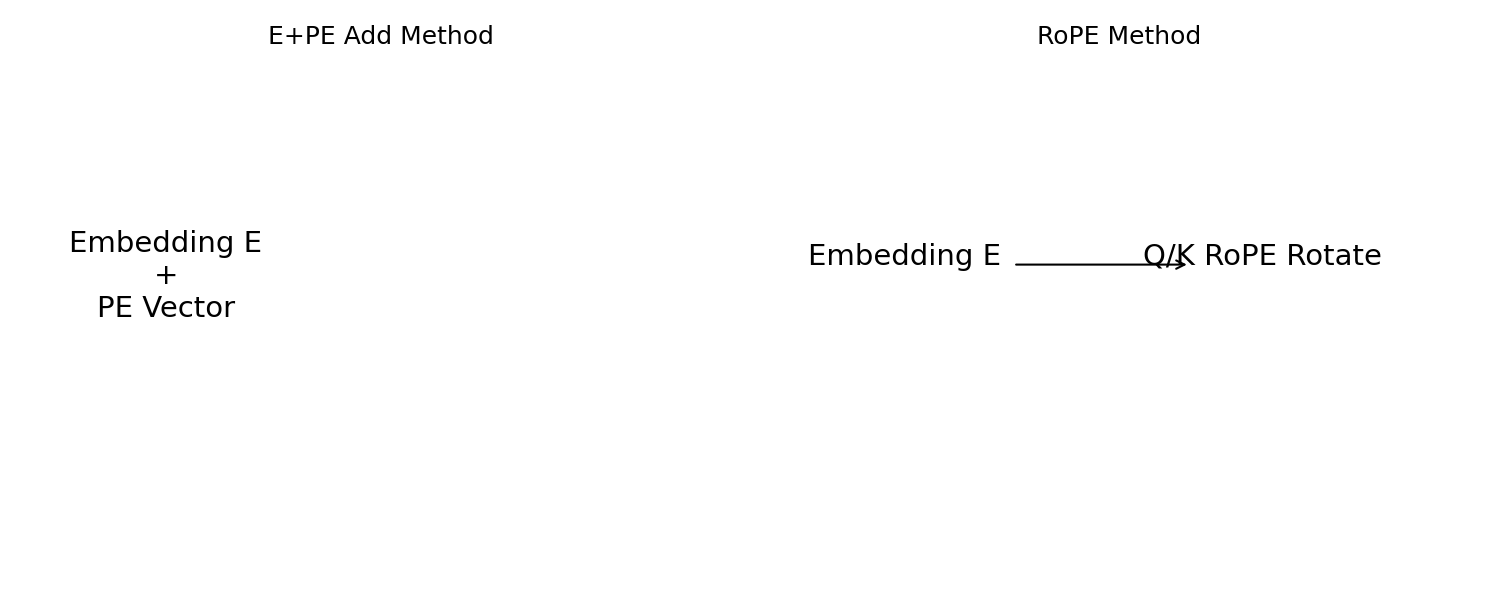 E+PE Add Method
Embedding E
+
PE Vector
RoPE Method
Embedding E
Q/K RoPE Rotate